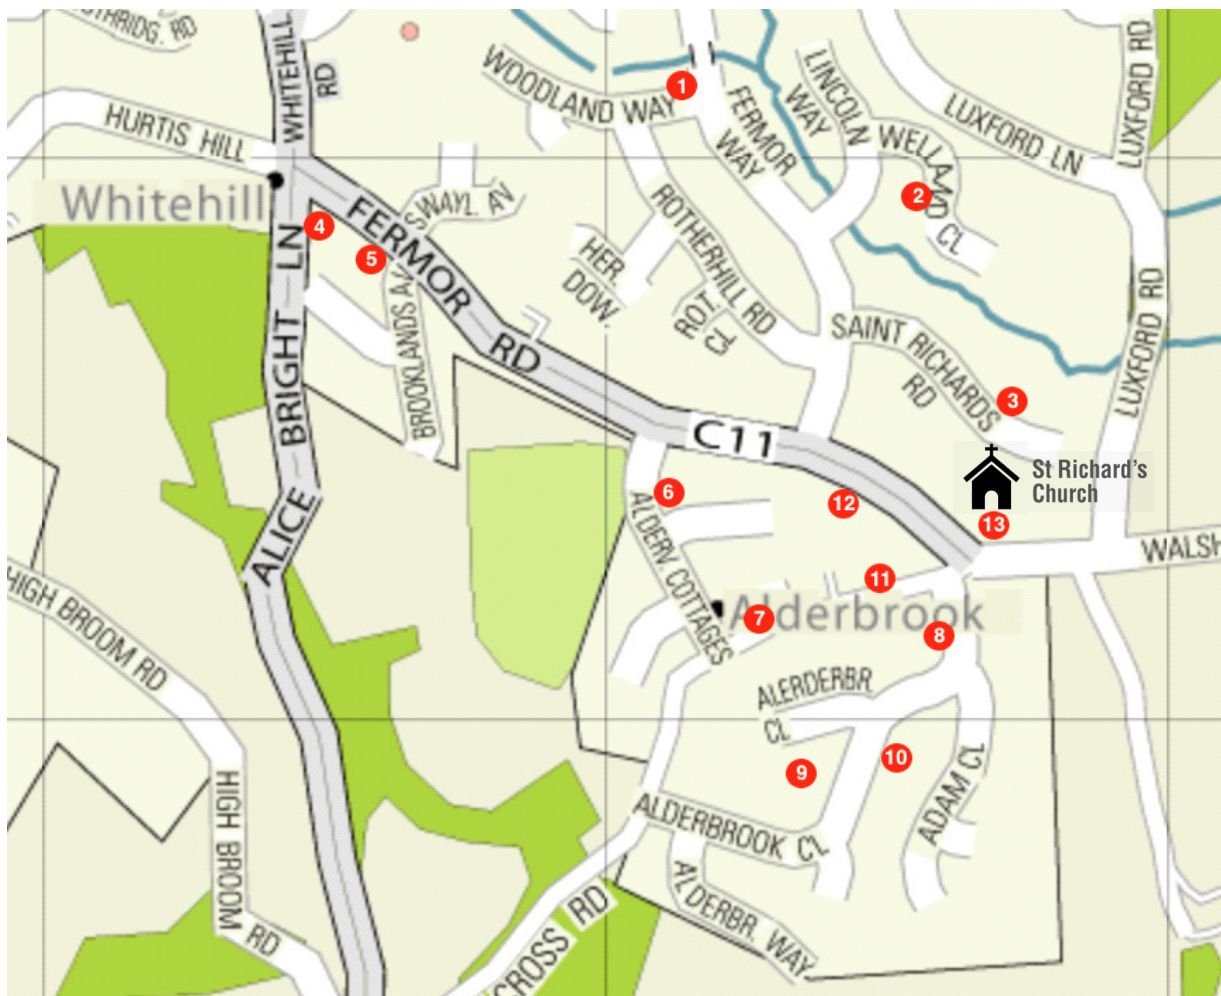 WHITEHILL
RD
LUXFORD RD
HURTIS HILL
WOODLAND WAY
1
FERMOR
WAY
LINCOLN
WAY
WELLAND
CL
LUXFORD LN
2
Whitehill
4
5
FERMOR
RD
SWAYL. AV
ROTHERHILL RD
HER.
DOW.
ROT.
CL
SAINT RICHARDS
RD
3
LUXFORD RD
ALICE BRIGHT LN
BROOKLANDS AV
C11
St Richard's
Church
6
12
13
WALSH
ALDERV. COTTAGES
11
7
Alderbrook
8
HIGH BROOM RD
ALERDERBR
CL
9
10
ADAM CL
HIGH BROOM RD
ALDERBROOK CL
ALDERBR. WAY
CROSS RD